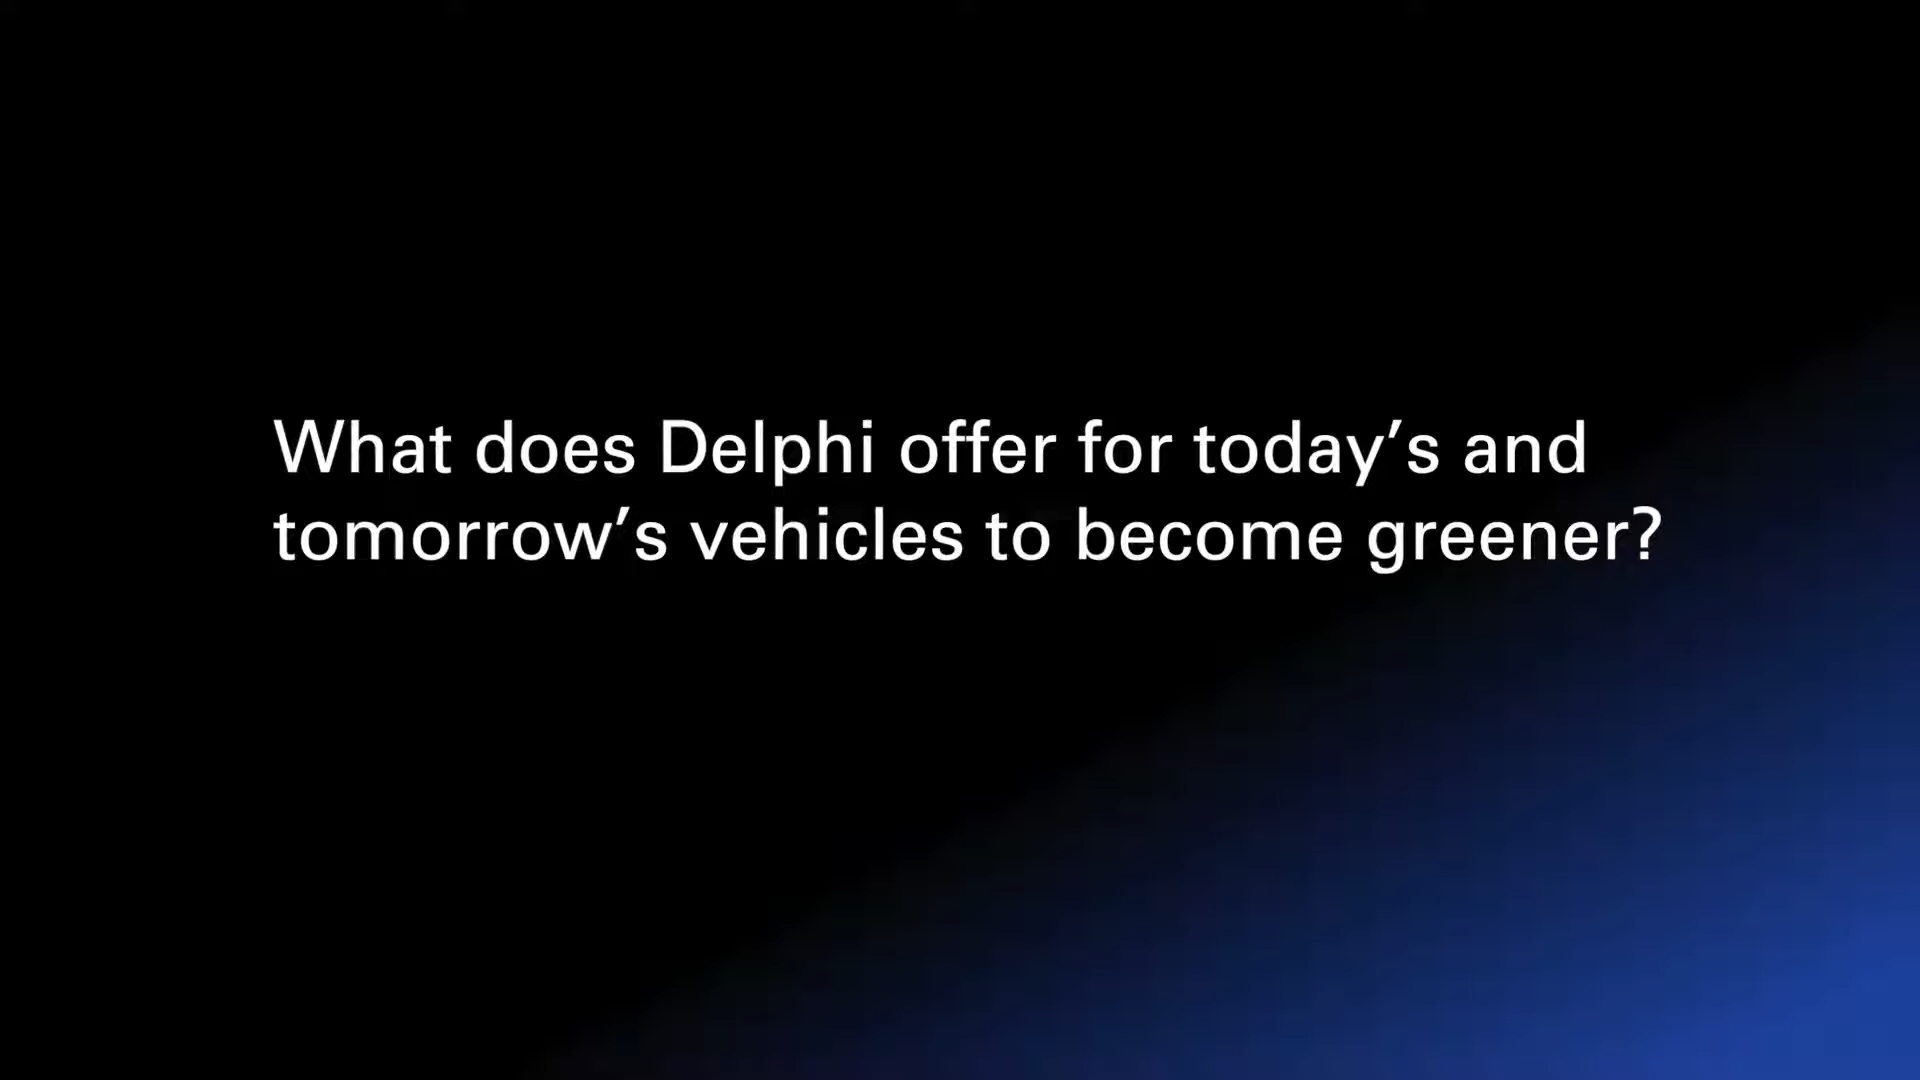 What does Delphi offer for today’s and
tomorrow’s vehicles to become greener?